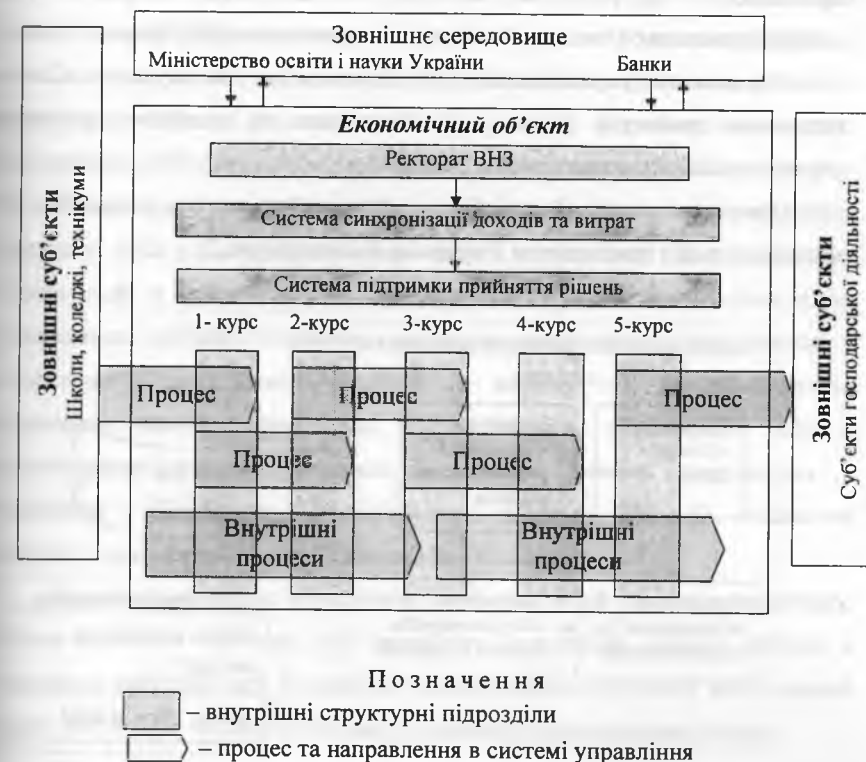 Зовнішнє середовище
Міністерство освіти і науки України Банки
Економічний об’єкт
Ректорат ВНЗ
Система синхронізації доходів та витрат
Система підтримки прийняття рішень
1- курс 2-курс 3-курс 4-курс 5-курс
Зовнішні суб’єкти
Школи, коледжі, технікуми
Процес Процес Процес
Процес Процес
Внутрішні
процеси
Внутрішні
процеси
Зовнішні суб’єкти
Суб’єкти господарської діяльності
Позначення
– внутрішні структурні підрозділи
– процес та направлення в системі управління